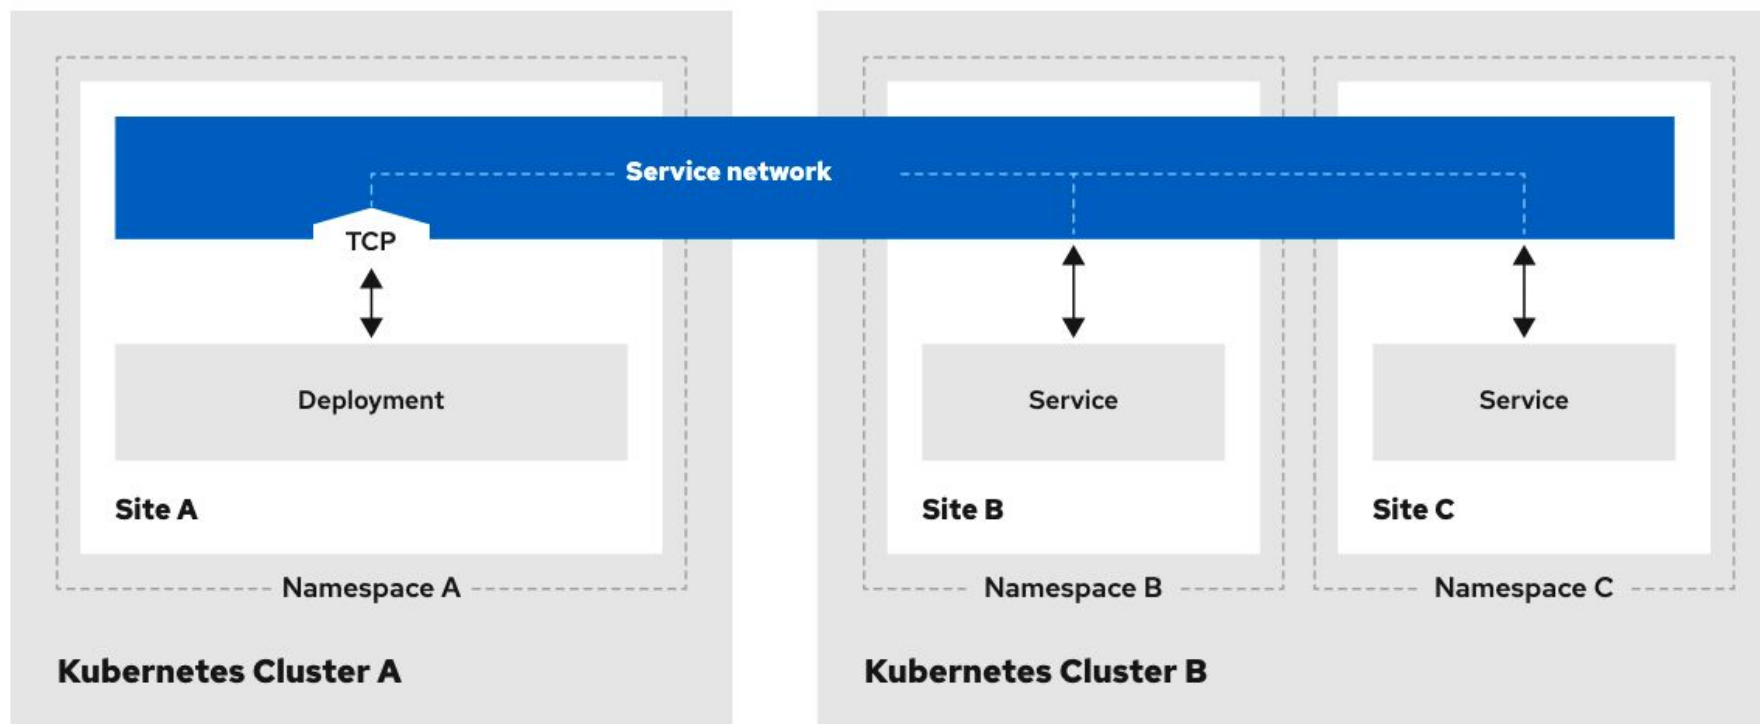 Service network
TCP
Deployment
Service
Service
Site A
Site B
Site C
Namespace A
Namespace B
Namespace C
Kubernetes Cluster A
Kubernetes Cluster B